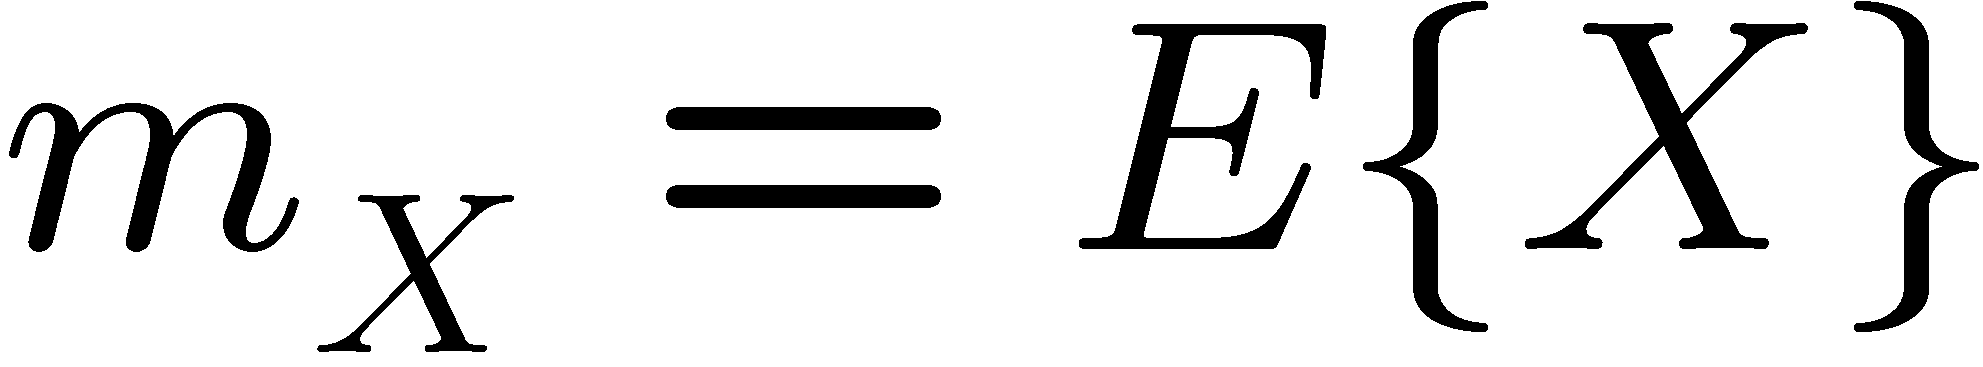 m_X = E{X}